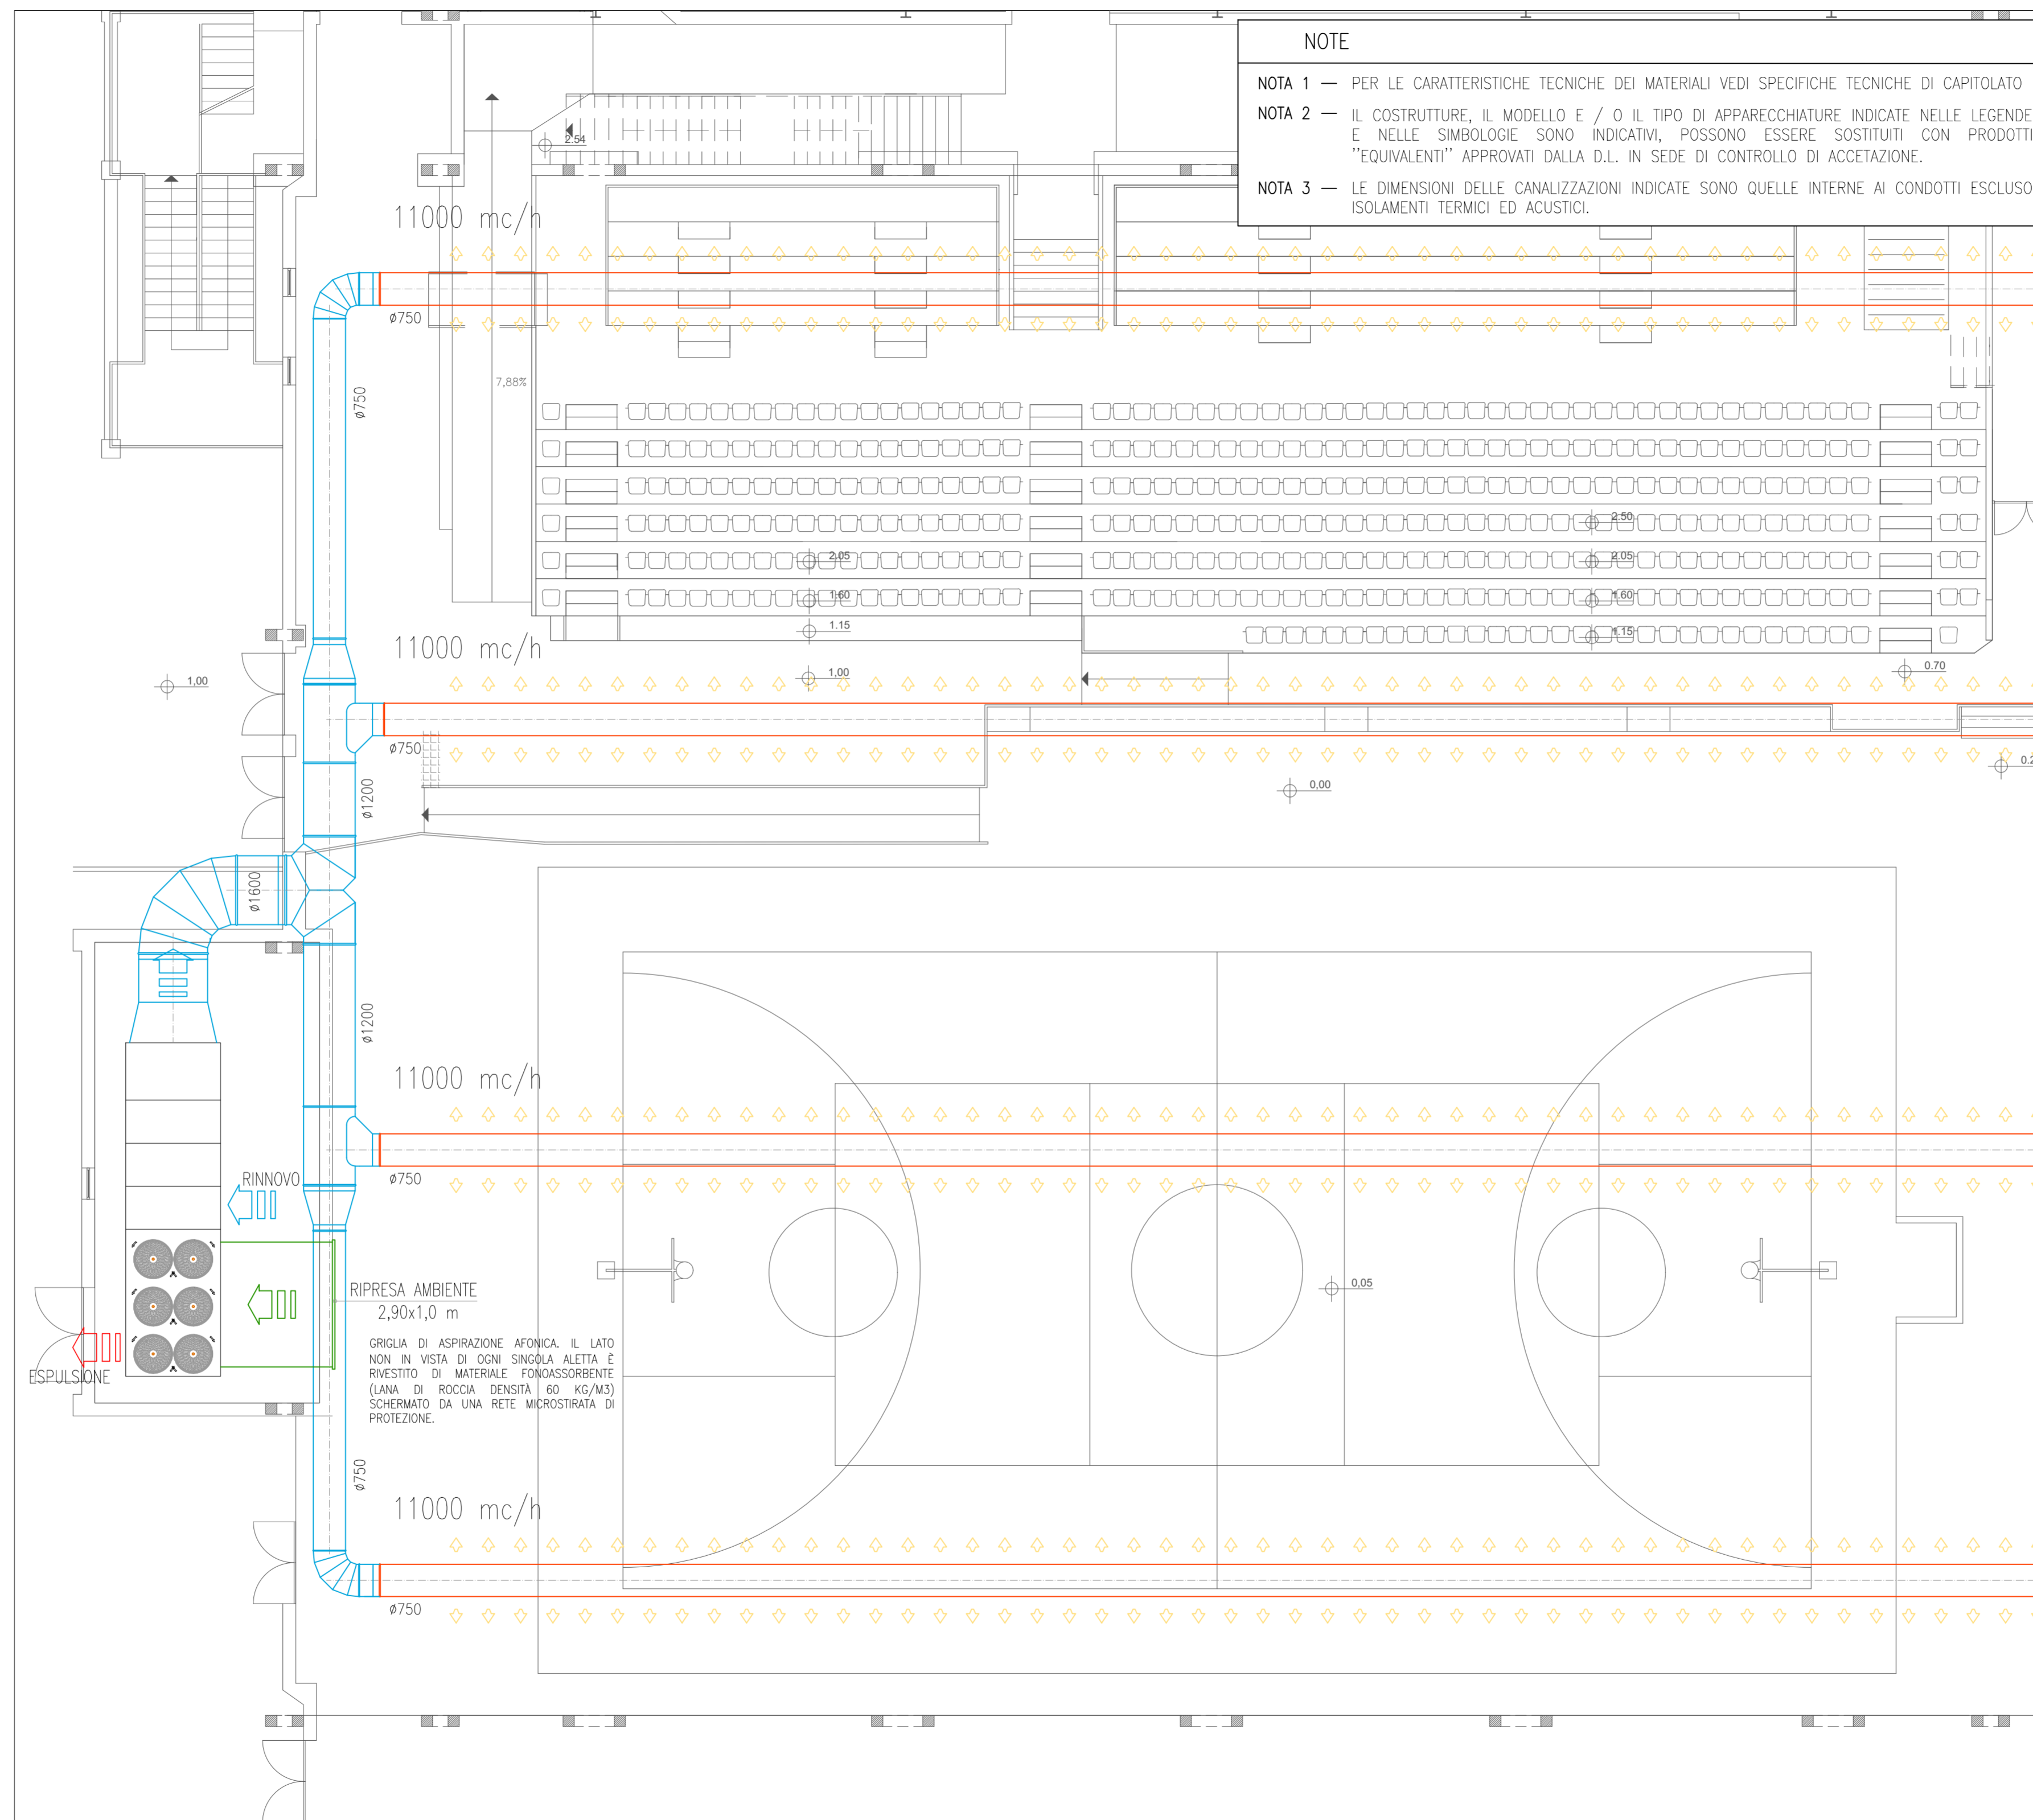 NOTE
NOTA 1 — PER LE CARATTERISTICHE TECNICHE DEI MATERIALI VEDI SPECIFICHE TECNICHE DI CAPITOLATO
NOTA 2 — IL COSTRUTTURE, IL MODELLO E / O IL TIPO DI APPARECCHIATURE INDICATE NELLE LEGENDE
E NELLE SIMBOLOGIE SONO INDICATIVI, POSSONO ESSERE SOSTITUITI CON PRODOTTI
''EQUIVALENTI'' APPROVATI DALLA D.L. IN SEDE DI CONTROLLO DI ACCETAZIONE.
NOTA 3 — LE DIMENSIONI DELLE CANALIZZAZIONI INDICATE SONO QUELLE INTERNE AI CONDOTTI ESCLUSO
ISOLAMENTI TERMICI ED ACUSTICI.
2.54
11000 mc/h
ø750
ø750
7,88%
2.50
2.05
2.05
1.60
1.60
1.15
1.15
11000 mc/h
1,00
1,00
0.70
ø750
0,00
ø1200
ø1600
ø1200
11000 mc/h
ø750
RINNOVO
RIPRESA AMBIENTE
2,90x1,0 m
0,05
GRIGLIA DI ASPIRAZIONE AFONICA. IL LATO
NON IN VISTA DI OGNI SINGOLA ALETTA È
RIVESTITO DI MATERIALE FONOASSORBENTE
(LANA DI ROCCIA DENSITÀ 60 KG/M3)
SCHERMATO DA UNA RETE MICROSTIRATA DI
PROTEZIONE.
ESPULSIONE
ø750
11000 mc/h
ø750